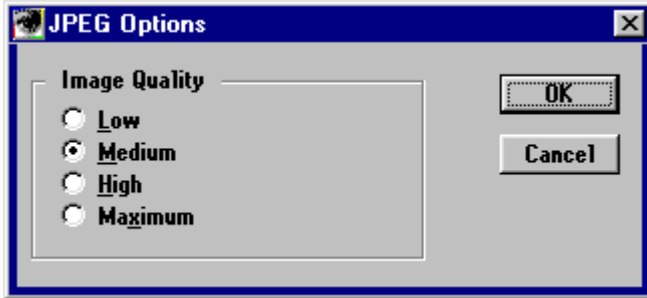 JPEG Options
Image Quality
Low
Medium
High
Maximum
OK
Cancel